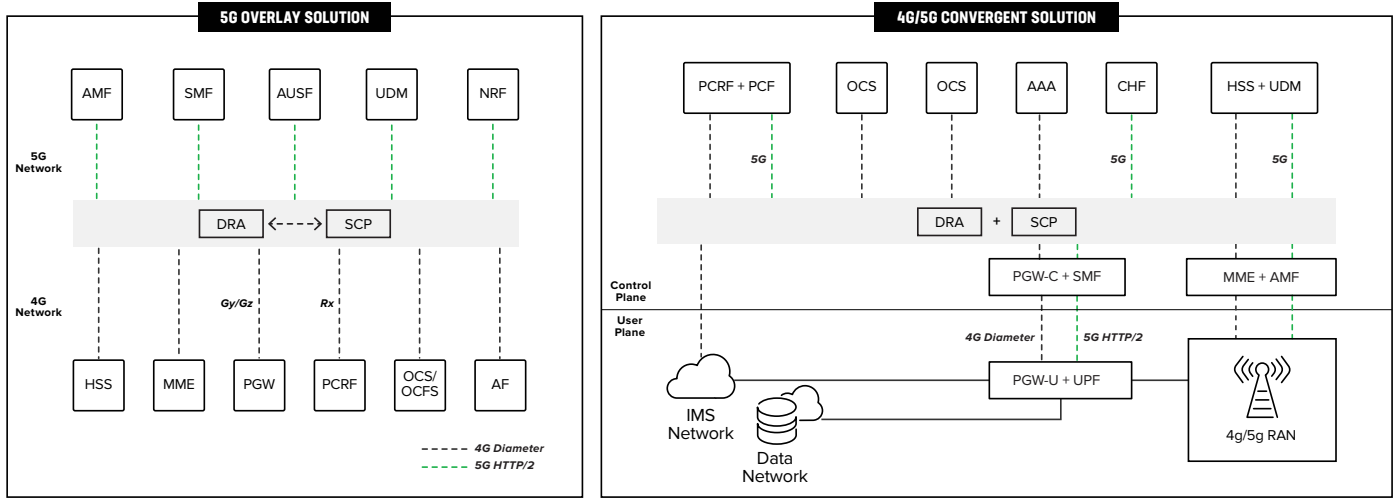 5G OVERLAY SOLUTION
AMF
SMF
AUSF
UDM
NRF
5G
Network
DRA
SCP
4G
Network
Gy/Gz
Rx
HSS
MME
PGW
PCRF
OCS/
OCFS
AF
4G Diameter
5G HTTP/2
4G/5G CONVERGENT SOLUTION
PCRF + PCF
OCS
OCS
AAA
CHF
HSS + UDM
5G
5G
5G
DRA
+
SCP
PGW-C + SMF
MME + AMF
Control
Plane
User
Plane
4G Diameter
5G HTTP/2
PGW-U + UPF
IMS
Network
Data
Network
4g/5g RAN